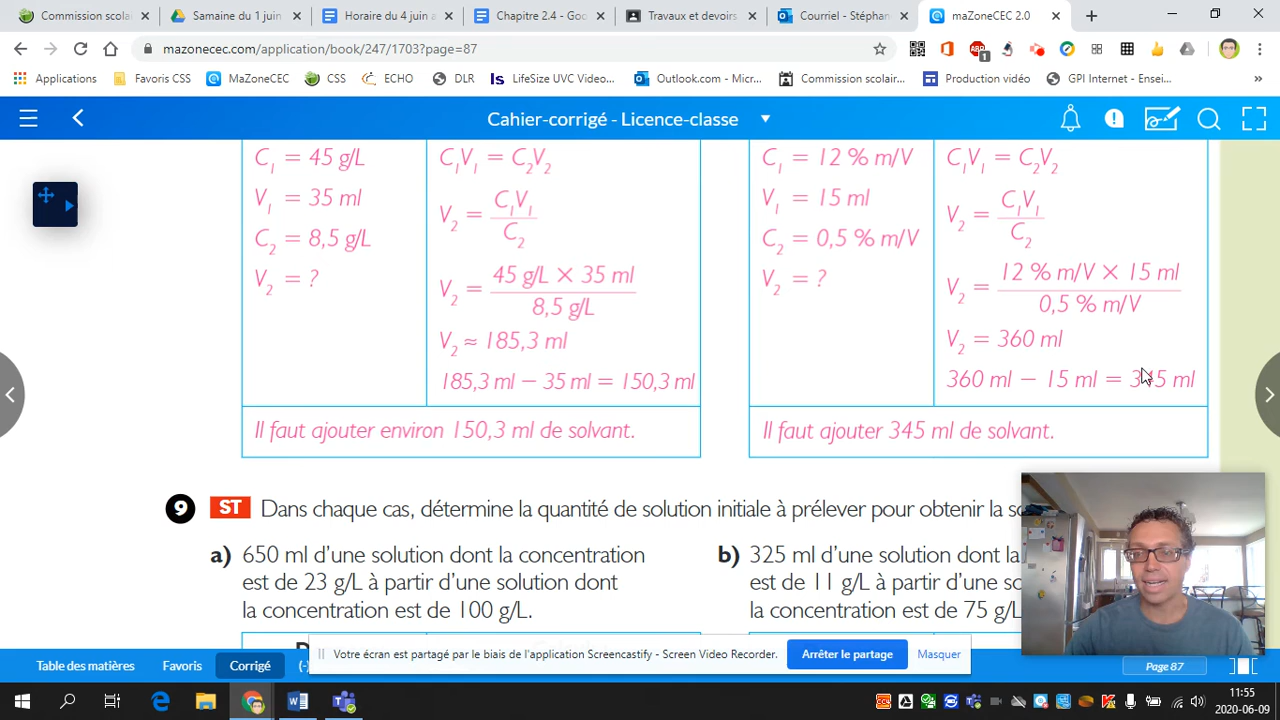 Commission scolai
Samaine du 1 juin
Horaire du 4 juin a
Chapitre 2.4 - Goo
Travaux et devoirs
Courriel - Stéphan
maZoneCEC 2.0
mazonecec.com/application/book/247/1703?page=87
Applications
Favoris CSS
MaZoneCEC
CSS
ECHO
DLR
LifeSize UVC Video...
Outlook.com - Micr...
Commission scolair...
Production vidéo
GPI Internet - Ensei...
Cahier-corrigé - Licence-classe
C₁ = 45 g/L
V₁ = 35 ml
C₂ = 8,5 g/L
V₂ = ?
C₁V₁ = C₂V₂
V₂ = C₁V₁ / C₂
V₂ = 45 g/L × 35 ml / 8,5 g/L
V₂ ≈ 185,3 ml
185,3 ml – 35 ml = 150,3 ml
Il faut ajouter environ 150,3 ml de solvant.
C₁ = 12 % m/V
V₁ = 15 ml
C₂ = 0,5 % m/V
V₂ = ?
C₁V₁ = C₂V₂
V₂ = C₁V₁ / C₂
V₂ = 12 % m/V × 15 ml / 0,5 % m/V
V₂ = 360 ml
360 ml – 15 ml = 345 ml
Il faut ajouter 345 ml de solvant.
9 ST Dans chaque cas, détermine la quantité de solution initiale à prélever pour obtenir la so
a) 650 ml d'une solution dont la concentration
est de 23 g/L à partir d'une solution dont
la concentration est de 100 g/L.
b) 325 ml d'une solution dont la
est de 11 g/L à partir d'une so
la concentration est de 75 g/L
Votre écran est partagé par le biais de l'application Screencastify - Screen Video Recorder.
Arrêter le partage
Masquer
Table des matières
Favoris
Corrigé
Page 87
11:55
2020-06-09